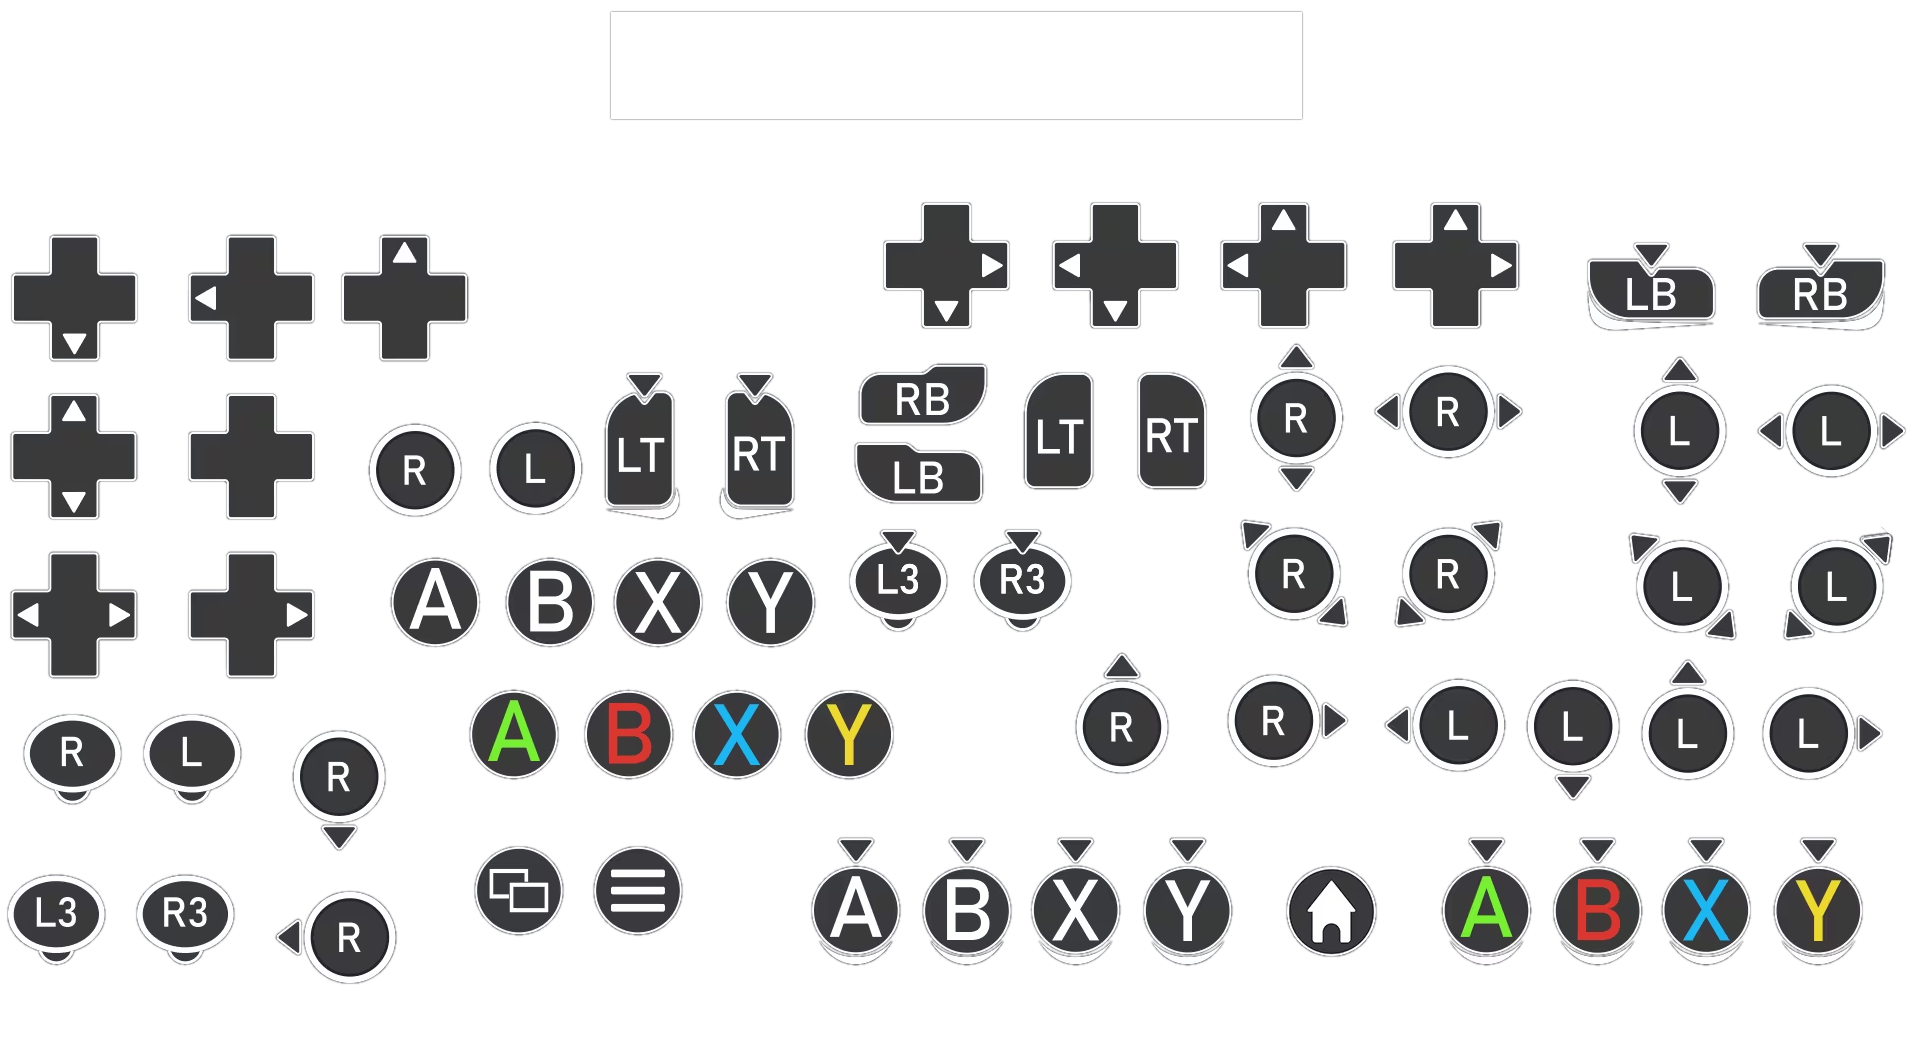 LB RB
R L LT RT RB LT RT R R L L
LB
A B X Y L3 R3 R R L L
R L R A B X Y R R L L L L
L3 R3 R A B X Y A B X Y